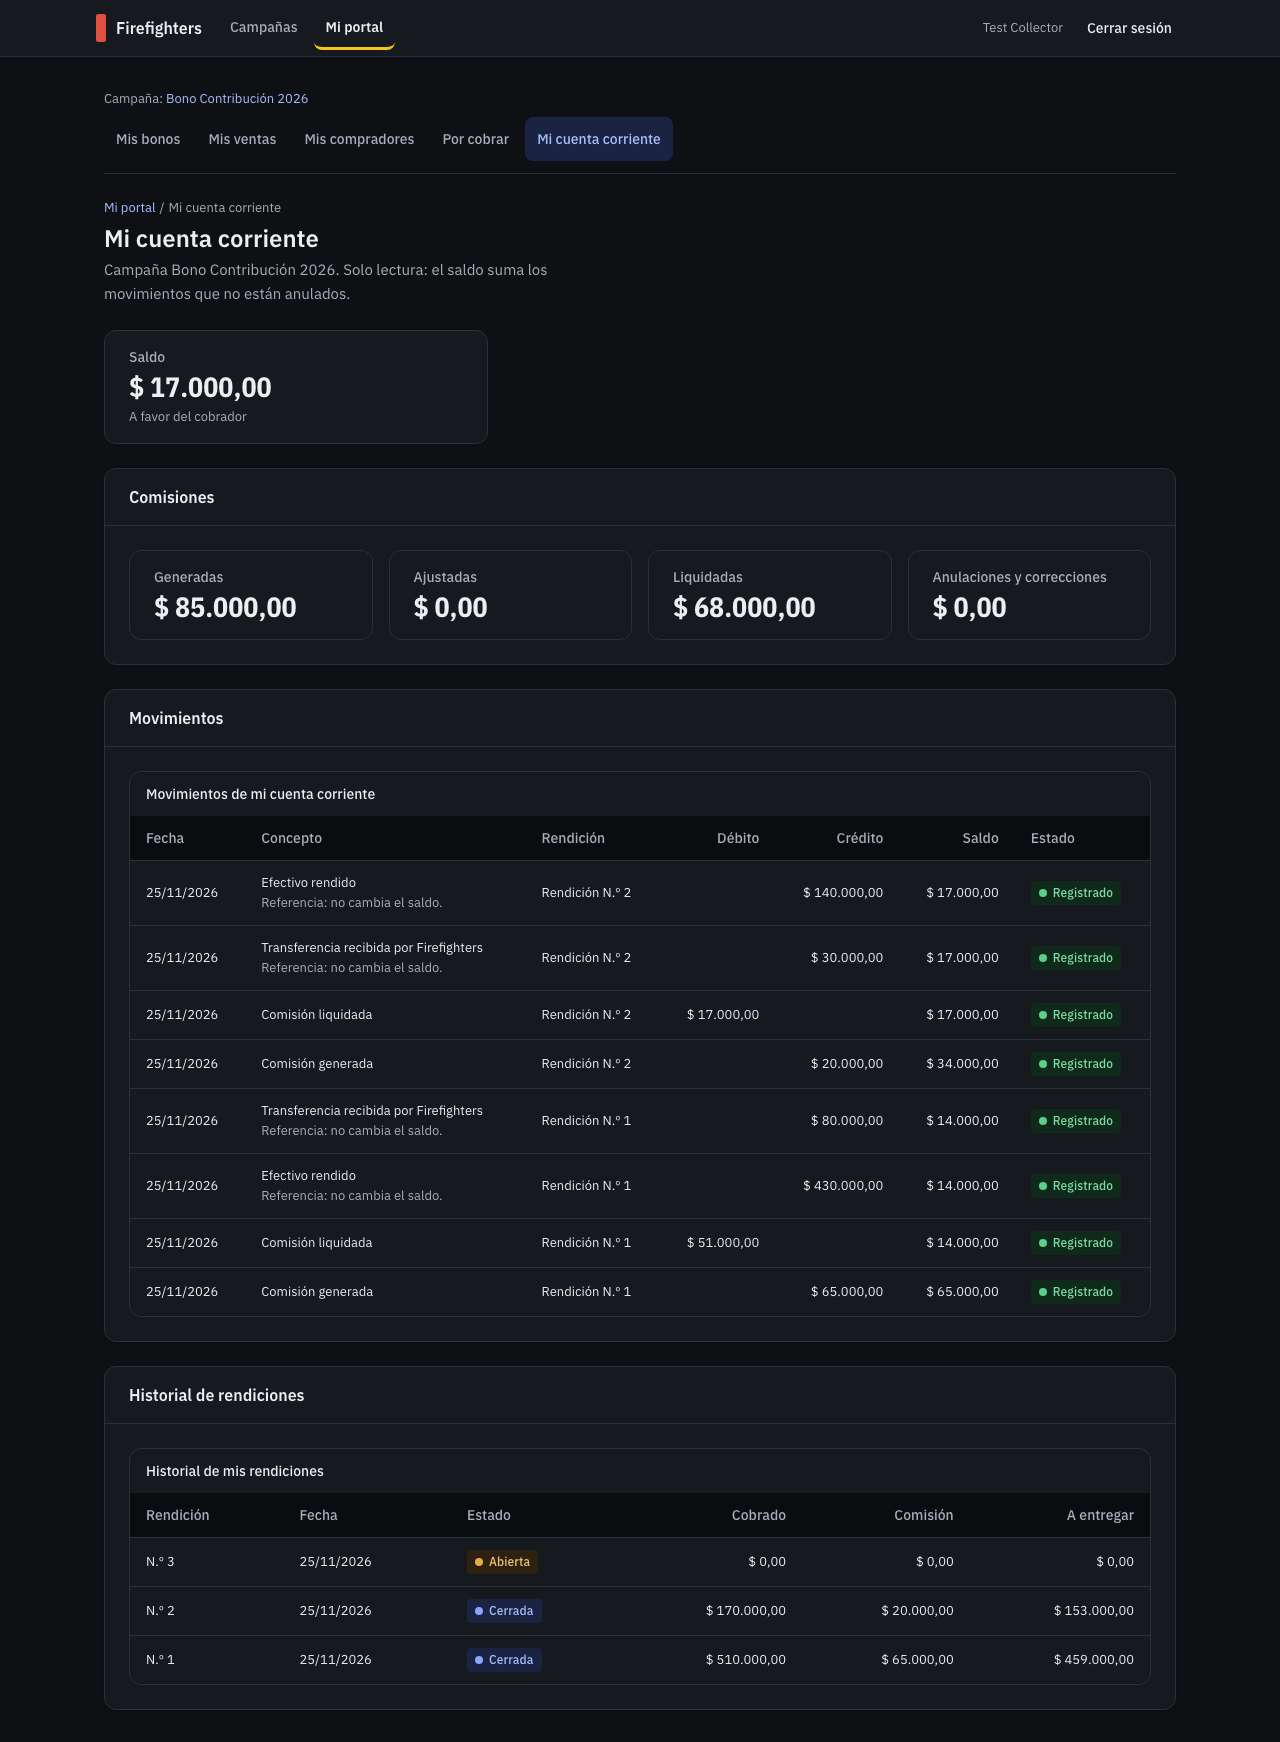 Firefighters Campañas Mi portal Test Collector Cerrar sesión
Campaña: Bono Contribución 2026
Mis bonos Mis ventas Mis compradores Por cobrar Mi cuenta corriente
Mi portal / Mi cuenta corriente
Mi cuenta corriente
Campaña Bono Contribución 2026. Solo lectura: el saldo suma los
movimientos que no están anulados.
Saldo
$ 17.000,00
A favor del cobrador
Comisiones
Generadas Ajustadas Liquidadas Anulaciones y correcciones
$ 85.000,00 $ 0,00 $ 68.000,00 $ 0,00
Movimientos
Movimientos de mi cuenta corriente
Fecha Concepto Rendición Débito Crédito Saldo Estado
25/11/2026 Efectivo rendido Rendición N.º 2 $ 140.000,00 $ 17.000,00 Registrado
Referencia: no cambia el saldo.
25/11/2026 Transferencia recibida por Firefighters Rendición N.º 2 $ 30.000,00 $ 17.000,00 Registrado
Referencia: no cambia el saldo.
25/11/2026 Comisión liquidada Rendición N.º 2 $ 17.000,00 $ 17.000,00 Registrado
25/11/2026 Comisión generada Rendición N.º 2 $ 20.000,00 $ 34.000,00 Registrado
25/11/2026 Transferencia recibida por Firefighters Rendición N.º 1 $ 80.000,00 $ 14.000,00 Registrado
Referencia: no cambia el saldo.
25/11/2026 Efectivo rendido Rendición N.º 1 $ 430.000,00 $ 14.000,00 Registrado
Referencia: no cambia el saldo.
25/11/2026 Comisión liquidada Rendición N.º 1 $ 51.000,00 $ 14.000,00 Registrado
25/11/2026 Comisión generada Rendición N.º 1 $ 65.000,00 $ 65.000,00 Registrado
Historial de rendiciones
Historial de mis rendiciones
Rendición Fecha Estado Cobrado Comisión A entregar
N.º 3 25/11/2026 Abierta $ 0,00 $ 0,00 $ 0,00
N.º 2 25/11/2026 Cerrada $ 170.000,00 $ 20.000,00 $ 153.000,00
N.º 1 25/11/2026 Cerrada $ 510.000,00 $ 65.000,00 $ 459.000,00